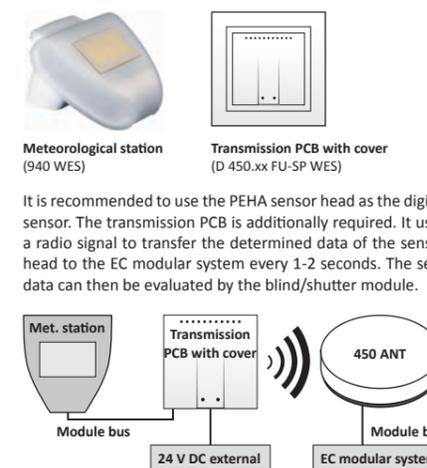 Meteorological station
(940 WES)
Transmission PCB with cover
(D 450.xx FU-SP WES)
It is recommended to use the PEHA sensor head as the digi
sensor. The transmission PCB is additionally required. It us
a radio signal to transfer the determined data of the sens
head to the EC modular system every 1-2 seconds. The se
data can then be evaluated by the blind/shutter module.
Met. station
Transmission
PCB with cover
450 ANT
Module bus
Module b
24 V DC external
EC modular syste